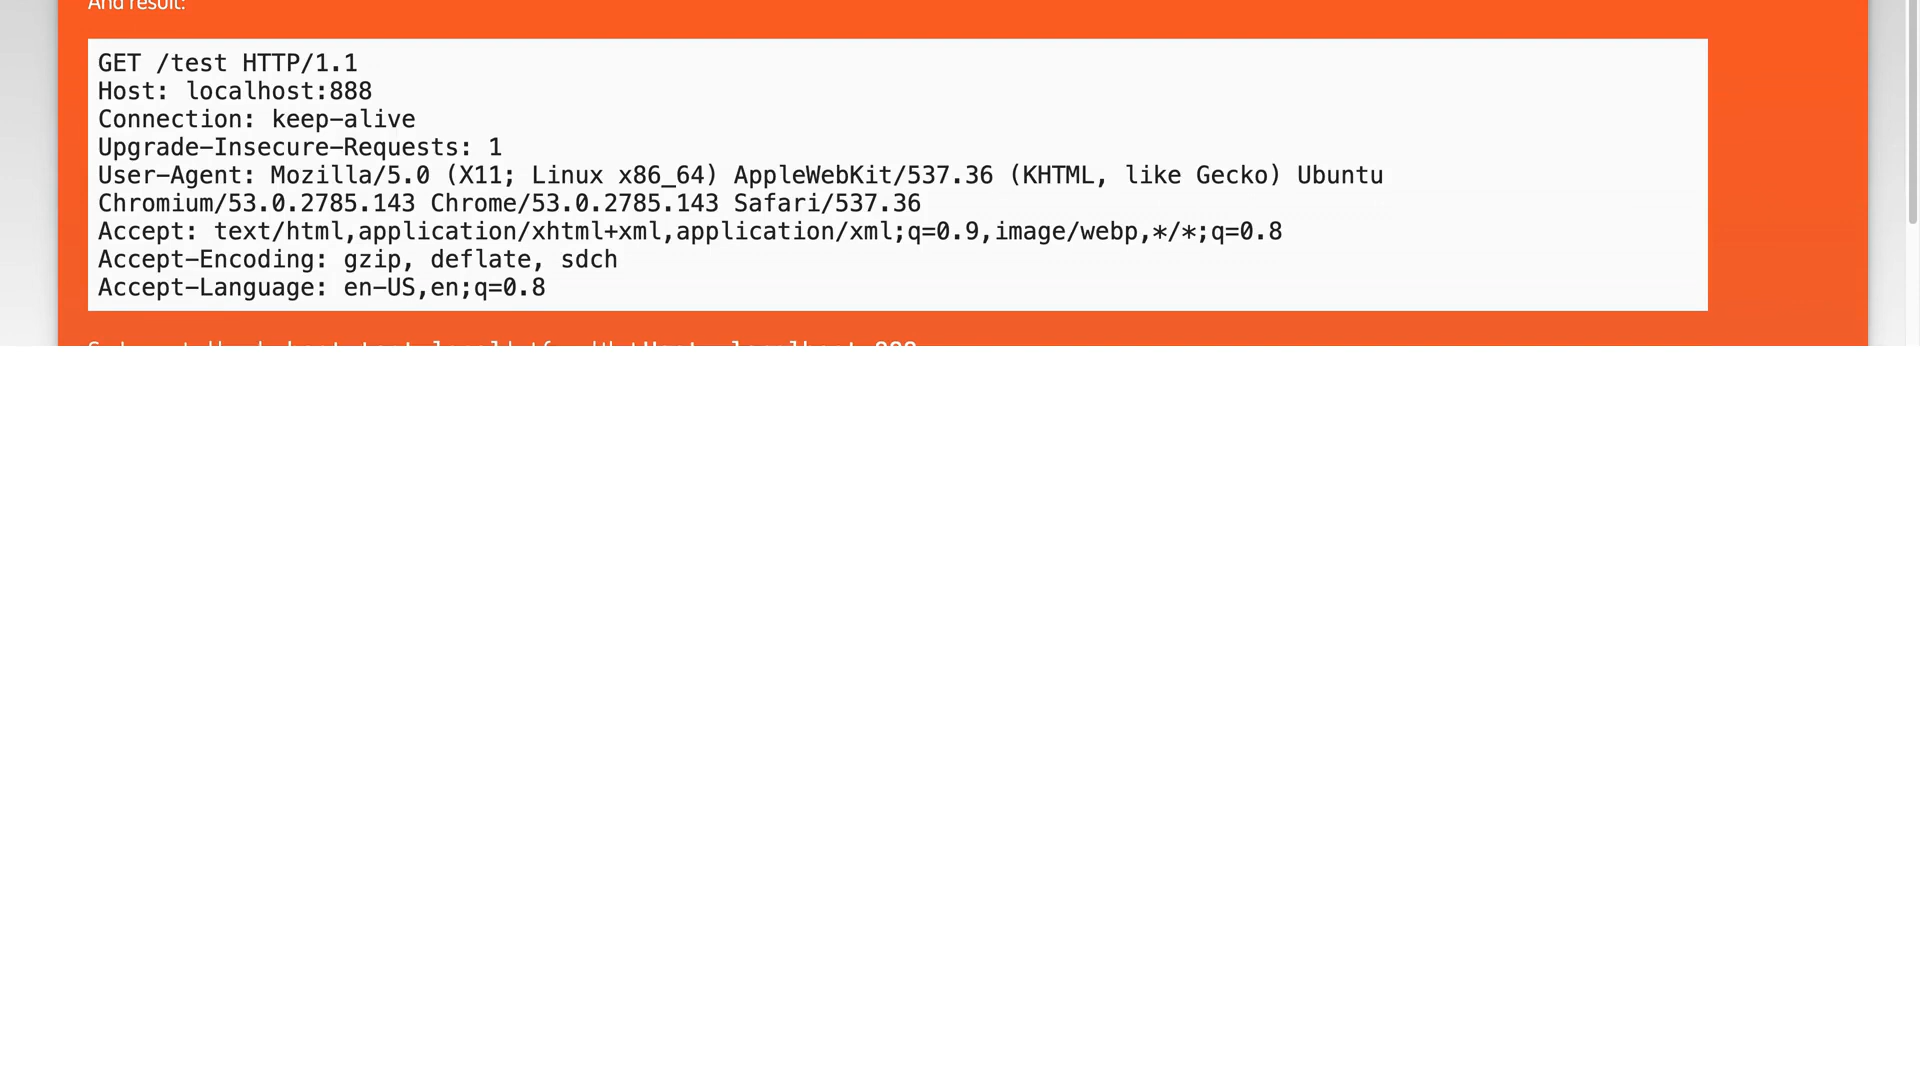 And result:
GET /test HTTP/1.1
Host: localhost:888
Connection: keep-alive
Upgrade-Insecure-Requests: 1
User-Agent: Mozilla/5.0 (X11; Linux x86_64) AppleWebKit/537.36 (KHTML, like Gecko) Ubuntu
Chromium/53.0.2785.143 Chrome/53.0.2785.143 Safari/537.36
Accept: text/html,application/xhtml+xml,application/xml;q=0.9,image/webp,*/*;q=0.8
Accept-Encoding: gzip, deflate, sdch
Accept-Language: en-US,en;q=0.8